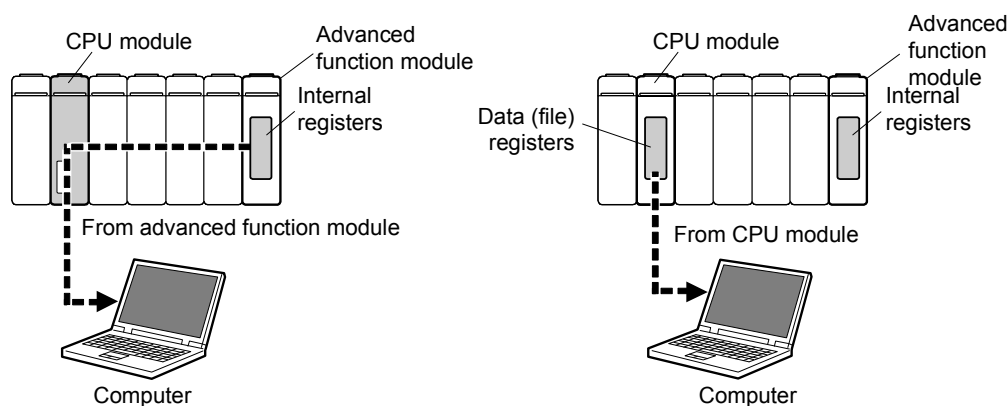 CPU module
Advanced
function module
Internal
registers
From advanced function module
Computer
CPU module
Advanced
function
module
Internal
registers
Data (file)
registers
From CPU module
Computer